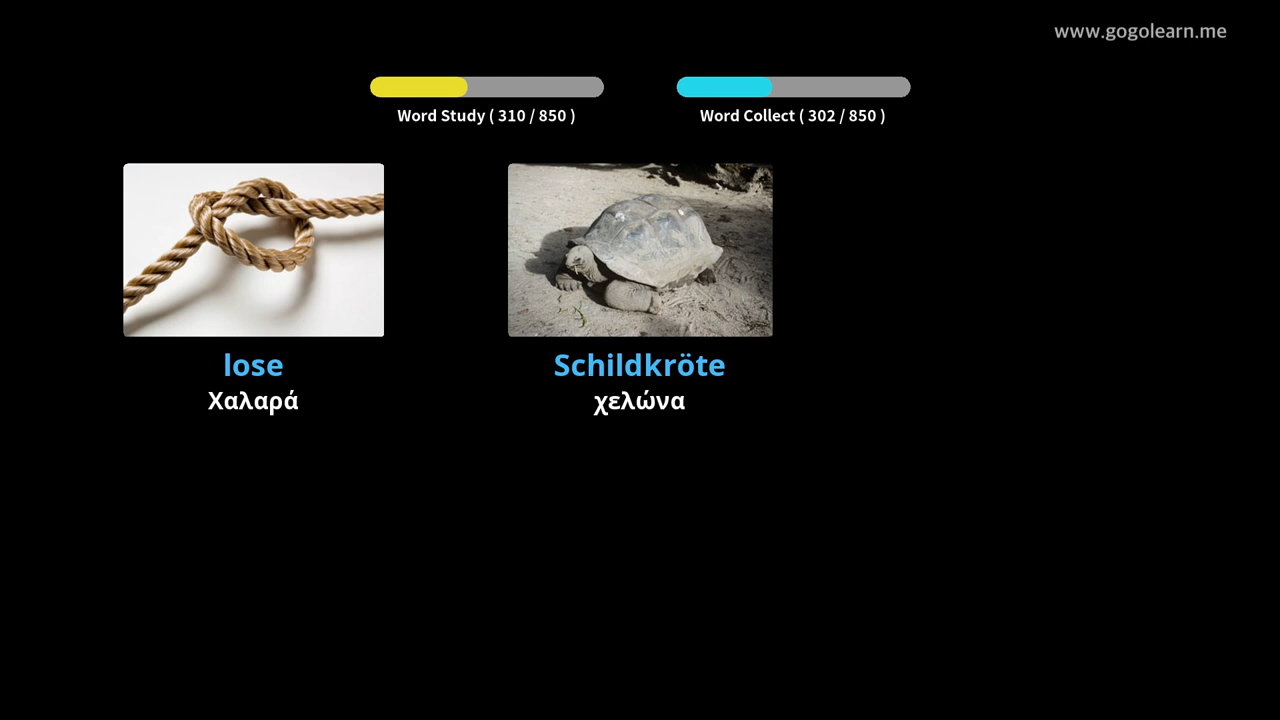 www.gogolearn.me
Word Study ( 310 / 850 )
Word Collect ( 302 / 850 )
lose
Χαλαρά
Schildkröte
χελώνα